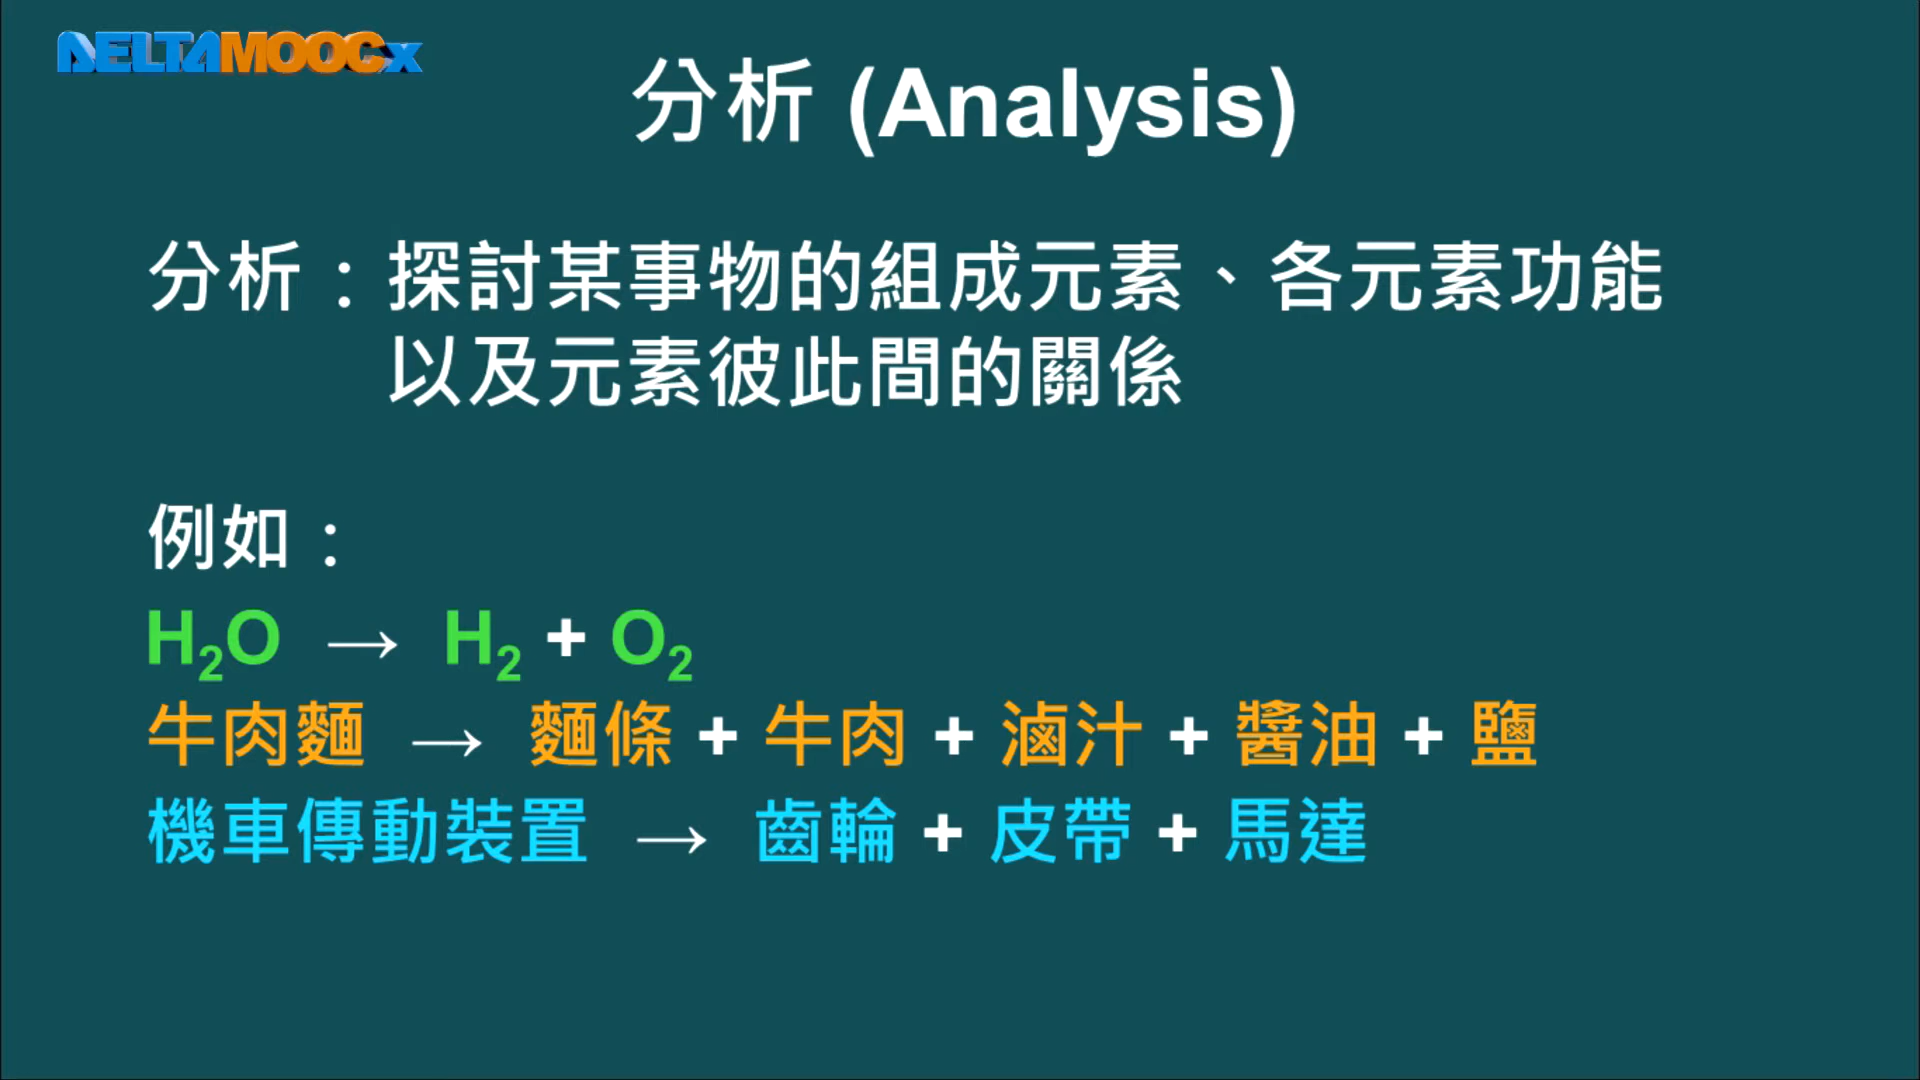 DELTAMOOCx
分析 (Analysis)
分析：探討某事物的組成元素、各元素功能
以及元素彼此間的關係
例如：
H₂O → H₂ + O₂
牛肉麵 → 麵條 + 牛肉 + 滷汁 + 醬油 + 鹽
機車傳動裝置 → 齒輪 + 皮帶 + 馬達